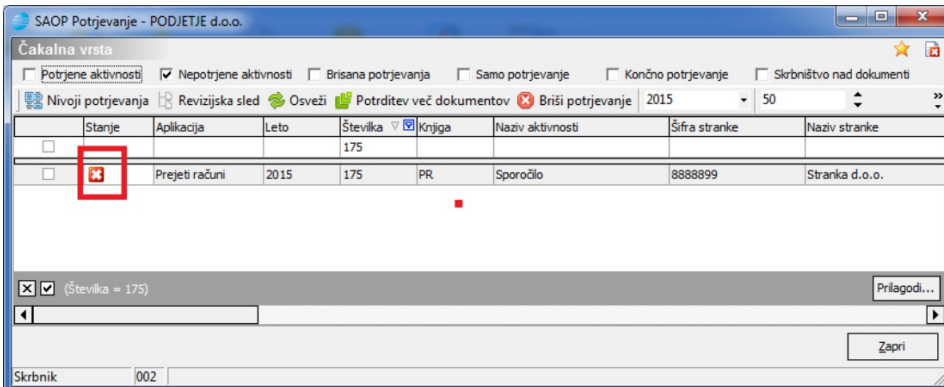 SAOP Potrjevanje - PODJETJE d.o.o.
Čakalna vrsta
Potrjene aktivnosti Nepotrjene aktivnosti Brisana potrjevanja Samo potrjevanje Končno potrjevanje Skrbništvo nad dokumenti
Nivoji potrjevanja Revizijska sled Osveži Potrditev več dokumentov Briši potrjevanje 2015 50
Stanje Aplikacija Leto Številka Knjiga Naziv aktivnosti Šifra stranke Naziv stranke
175
Prejeti računi 2015 175 PR Sporočilo 8888899 Stranka d.o.o.
(Številka = 175) Prilagodi...
Zapri
Skrbnik 002